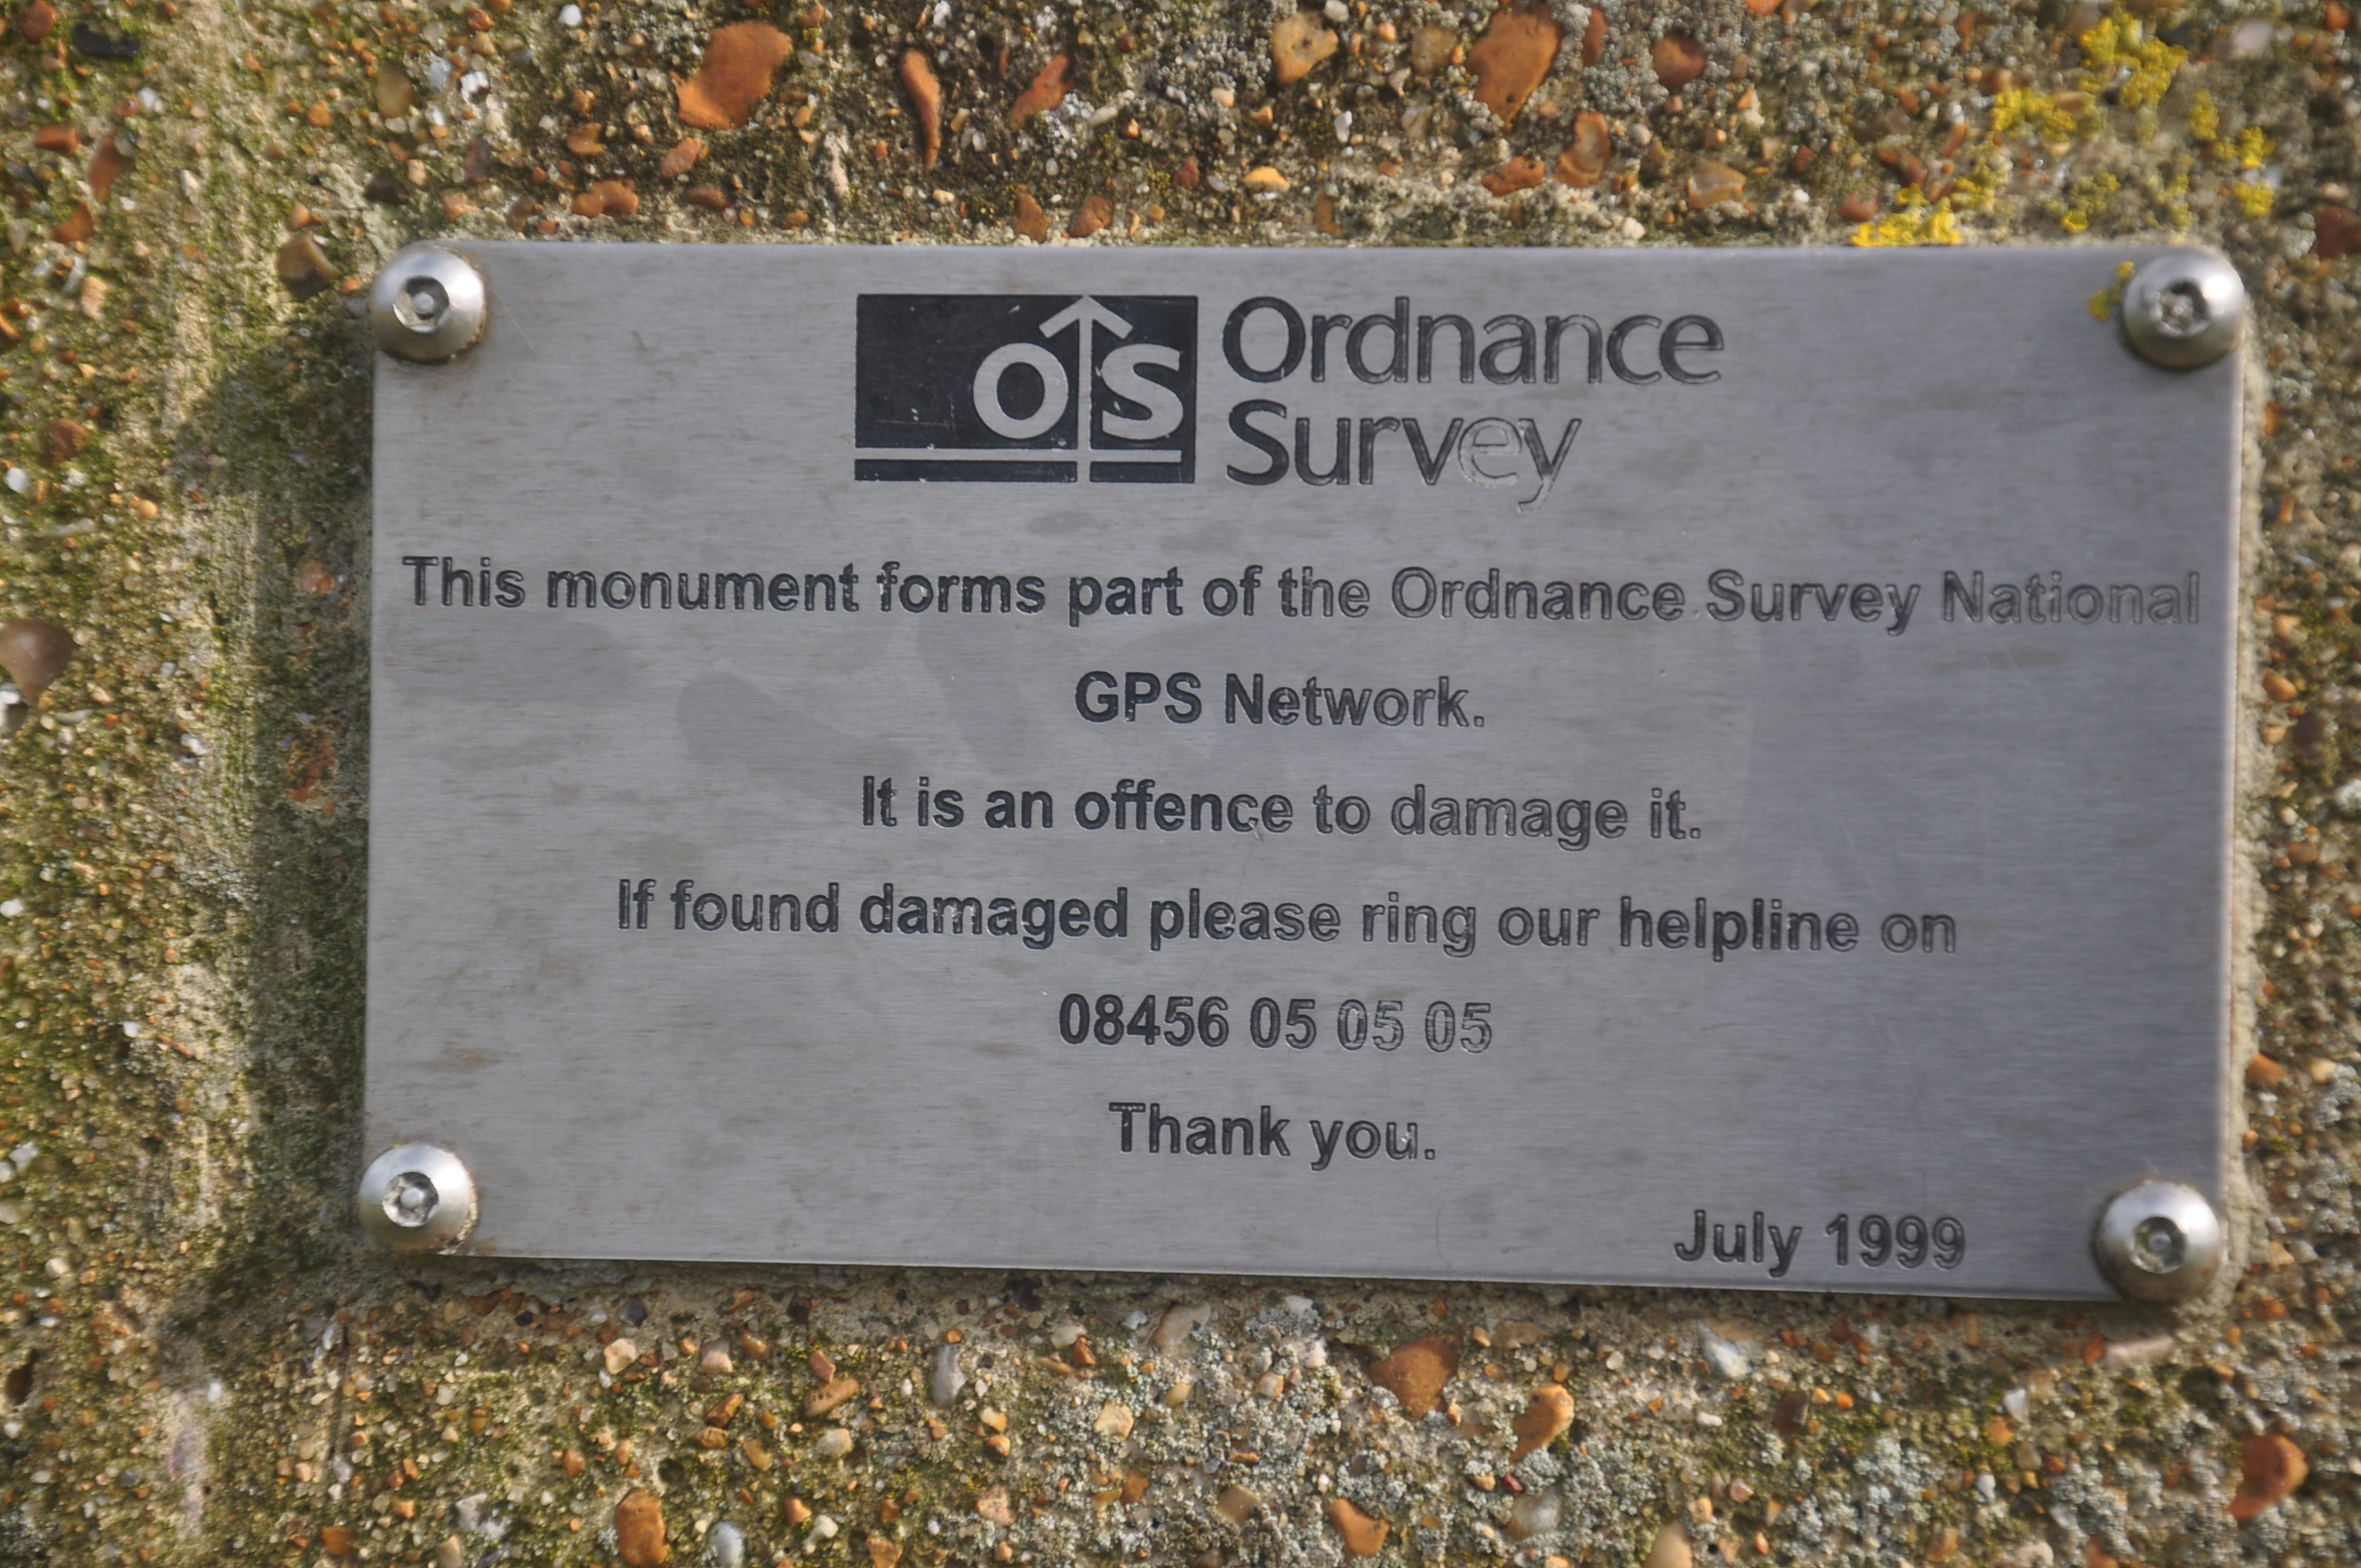 OS Ordnance
Survey
This monument forms part of the Ordnance Survey National
GPS Network.
It is an offence to damage it.
If found damaged please ring our helpline on
08456 05 05 05
Thank you.
July 1999